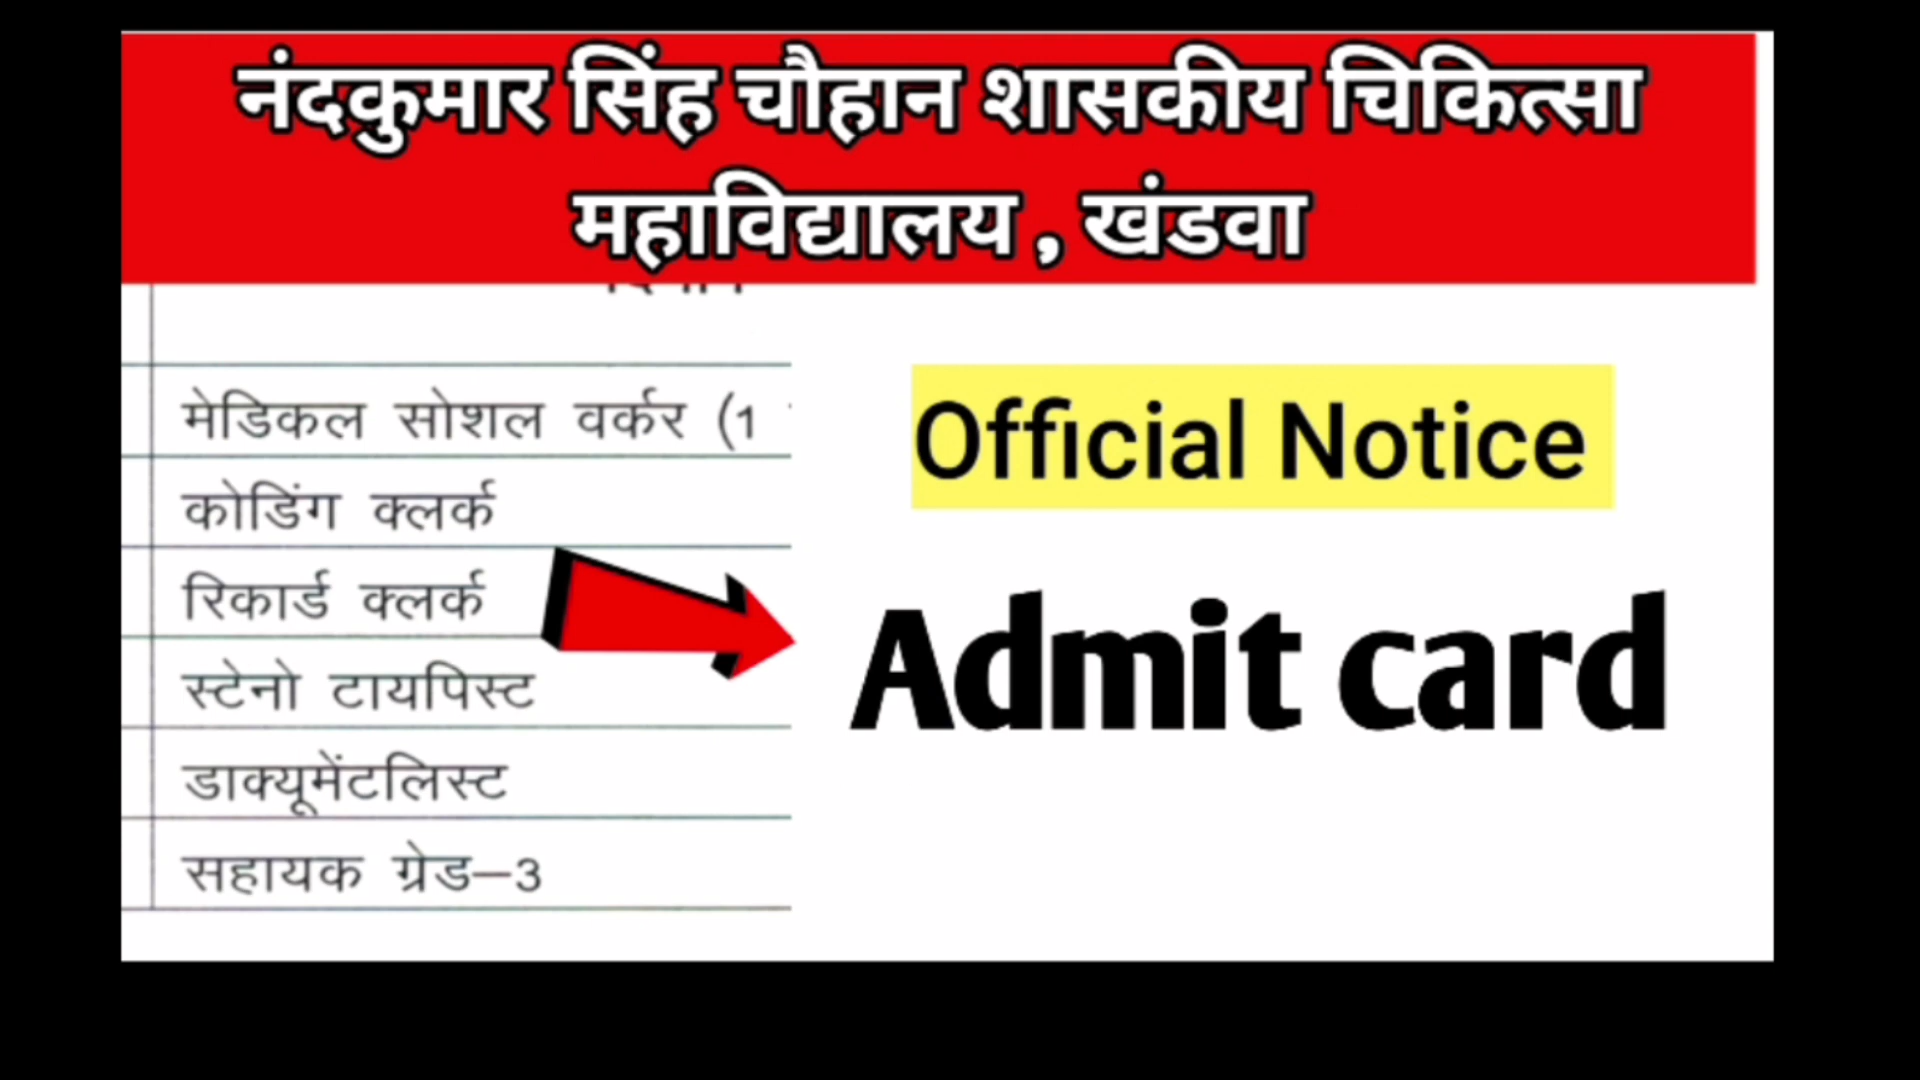 नंदकुमार सिंह चौहान शासकीय चिकित्सा
महाविद्यालय , खंडवा
मेडिकल सोशल वर्कर (1
कोडिंग क्लर्क
रिकार्ड क्लर्क
स्टेनो टायपिस्ट
डाक्यूमेंटलिस्ट
सहायक ग्रेड–3
Official Notice
Admit card